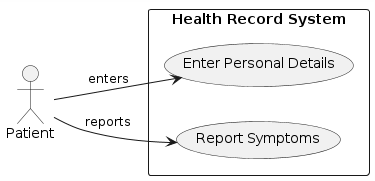 Health Record System
Enter Personal Details
enters
reports
Patient
Report Symptoms